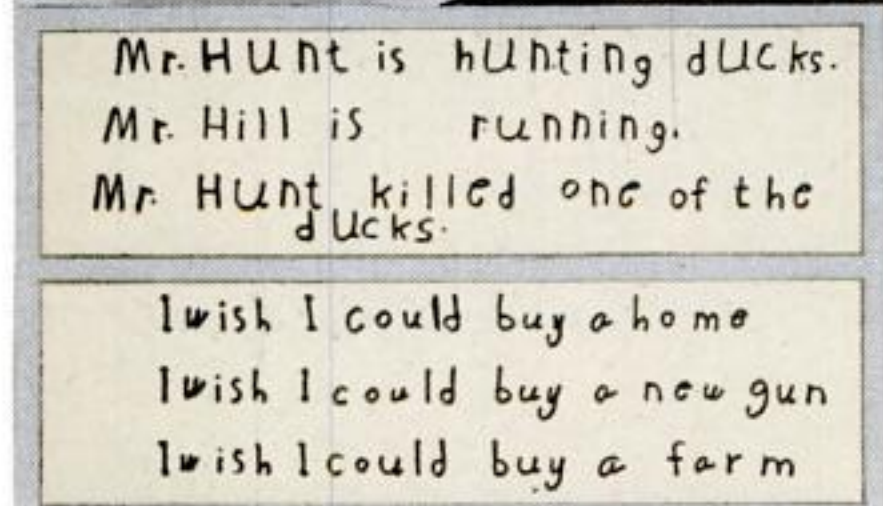 Mr. HUnt is hUnting dUcks.
Mr. Hill is running.
Mr. HUnt killed one of the
dUcks.
I wish I could buy a home
I wish I could buy a new gun
I wish I could buy a farm